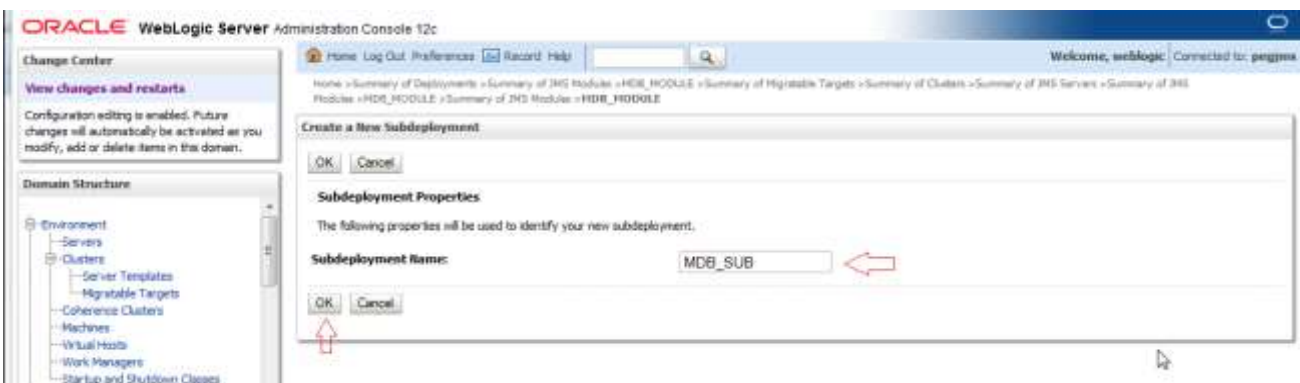 ORACLE WebLogic Server Administration Console 12c
Change Center
View changes and restarts
Configuration editing is enabled. Future
changes will automatically be activated as you
modify, add or delete items in this domain.
Domain Structure
Environment
Servers
Clusters
Server Templates
Migratable Targets
Coherence Clusters
Machines
Virtual Hosts
Work Managers
Startup and Shutdown Classes
Home Log Out Preferences Record Help
Welcome, weblogic Connected to:
Home >Summary of Deployments >Summary of JMS Modules >MDB_MODULE >Summary of Migratable Targets >Summary of Clusters >Summary of JMS Servers >Summary of JMS
Modules >MDB_MODULE >Summary of JMS Modules >MDB_MODULE
Create a New Subdeployment
OK Cancel
Subdeployment Properties
The following properties will be used to identify your new subdeployment.
Subdeployment Name: MDB_SUB
OK Cancel